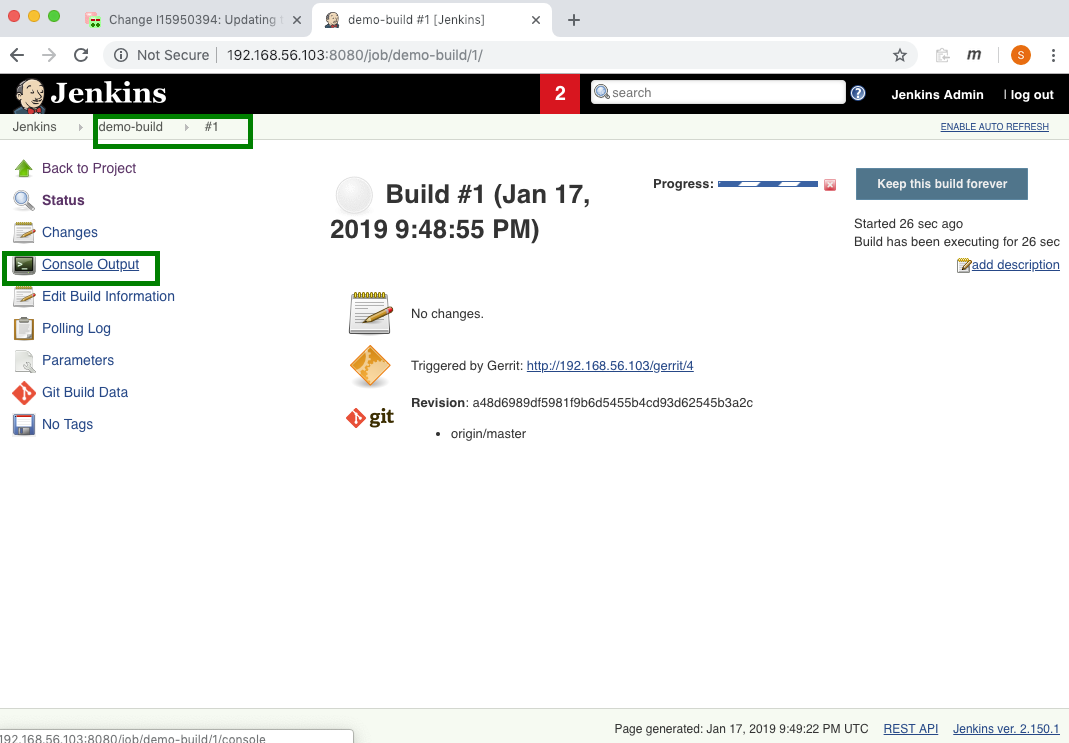 Change I15950394: Updating
demo-build #1 [Jenkins]
Not Secure
192.168.56.103:8080/job/demo-build/1/
m
S
Jenkins
2
search
?
Jenkins Admin
| log out
Jenkins
demo-build
#1
ENABLE AUTO REFRESH
Back to Project
Status
Changes
Console Output
Edit Build Information
Polling Log
Parameters
Git Build Data
No Tags
Build #1 (Jan 17,
2019 9:48:55 PM)
Progress:
Keep this build forever
Started 26 sec ago
Build has been executing for 26 sec
add description
No changes.
Triggered by Gerrit: http://192.168.56.103/gerrit/4
git
Revision: a48d6989df5981f9b6d5455b4cd93d62545b3a2c
origin/master
Page generated: Jan 17, 2019 9:49:22 PM UTC
REST API
Jenkins ver. 2.150.1
192.168.56.103:8080/job/demo-build/1/console